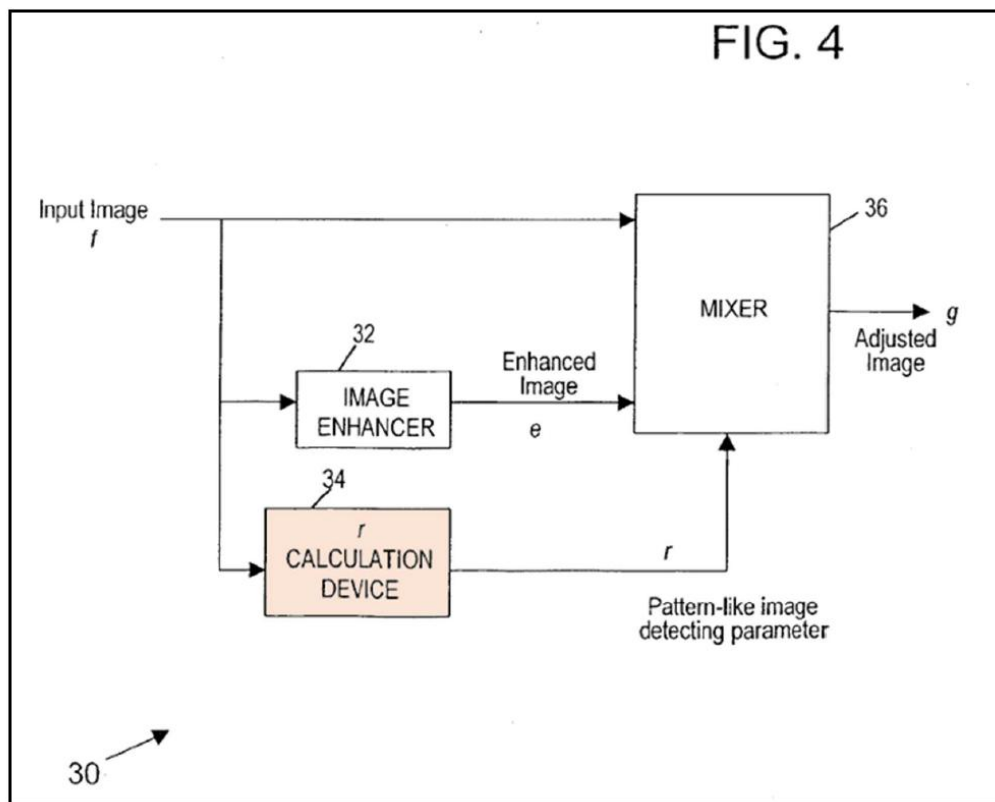 FIG. 4
Input Image
f
36
MIXER
g
Adjusted
Image
32
IMAGE
ENHANCER
Enhanced
Image
e
34
r
CALCULATION
DEVICE
r
Pattern-like image
detecting parameter
30